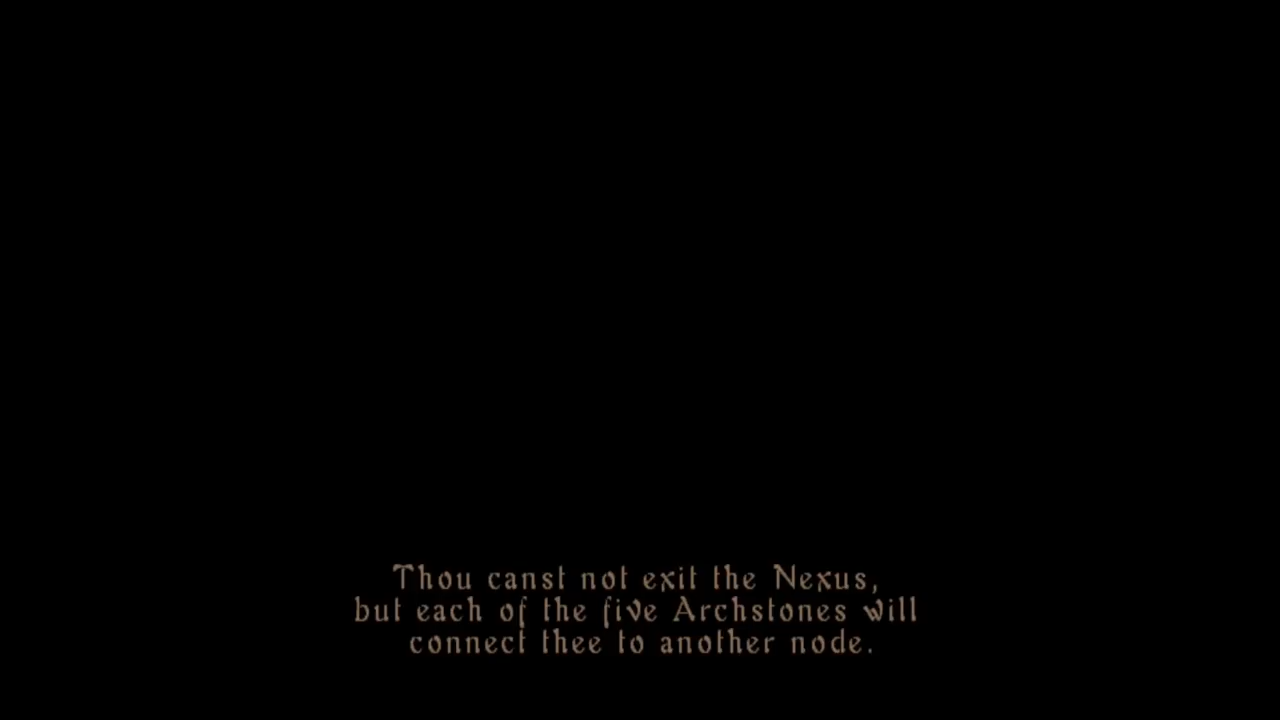 Thou canst not exit the Nexus,
but each of the five Archstones will
connect thee to another node.